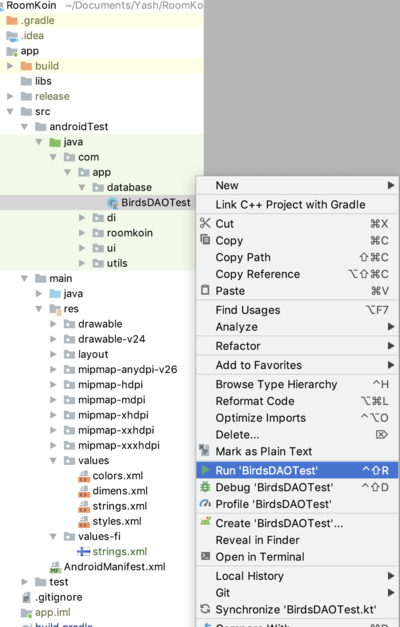 RoomKoin ~/Documents/Yash/RoomKo
.gradle
.idea
app
build
libs
release
src
androidTest
java
com
app
database
BirdsDAOTest
di
roomkoin
ui
utils
main
java
res
drawable
drawable-v24
layout
mipmap-anydpi-v26
mipmap-hdpi
mipmap-mdpi
mipmap-xhdpi
mipmap-xxhdpi
mipmap-xxxhdpi
values
colors.xml
dimens.xml
strings.xml
styles.xml
values-fi
strings.xml
AndroidManifest.xml
test
.gitignore
app.iml
build.gradle
New
Link C++ Project with Gradle
Cut ⌘X
Copy ⌘C
Copy Path ⇧⌘C
Copy Reference ⌥⇧⌘C
Paste ⌘V
Find Usages ⌥F7
Analyze
Refactor
Add to Favorites
Browse Type Hierarchy ^H
Reformat Code ⌥⌘L
Optimize Imports ^⌥O
Delete... ⌦
Mark as Plain Text
Run 'BirdsDAOTest' ^⇧R
Debug 'BirdsDAOTest' ^⇧D
Profile 'BirdsDAOTest'
Create 'BirdsDAOTest'...
Reveal in Finder
Open in Terminal
Local History
Git
Synchronize 'BirdsDAOTest.kt'
Compare With... ⌘D